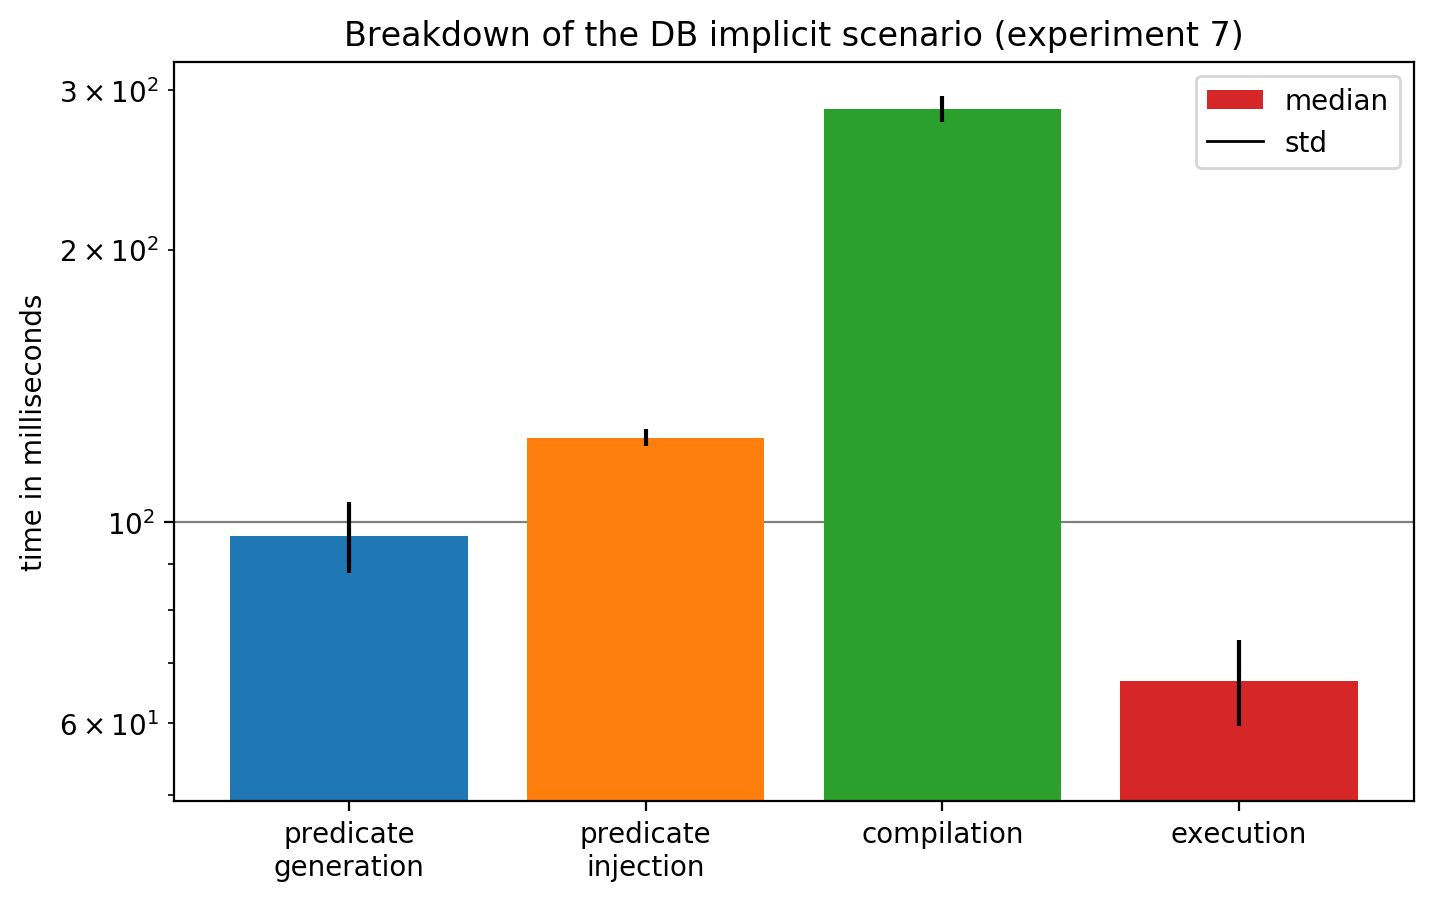 Breakdown of the DB implicit scenario (experiment 7)
3 × 10²
2 × 10²
10²
6 × 10¹
time in milliseconds
median
std
predicate
generation
predicate
injection
compilation
execution